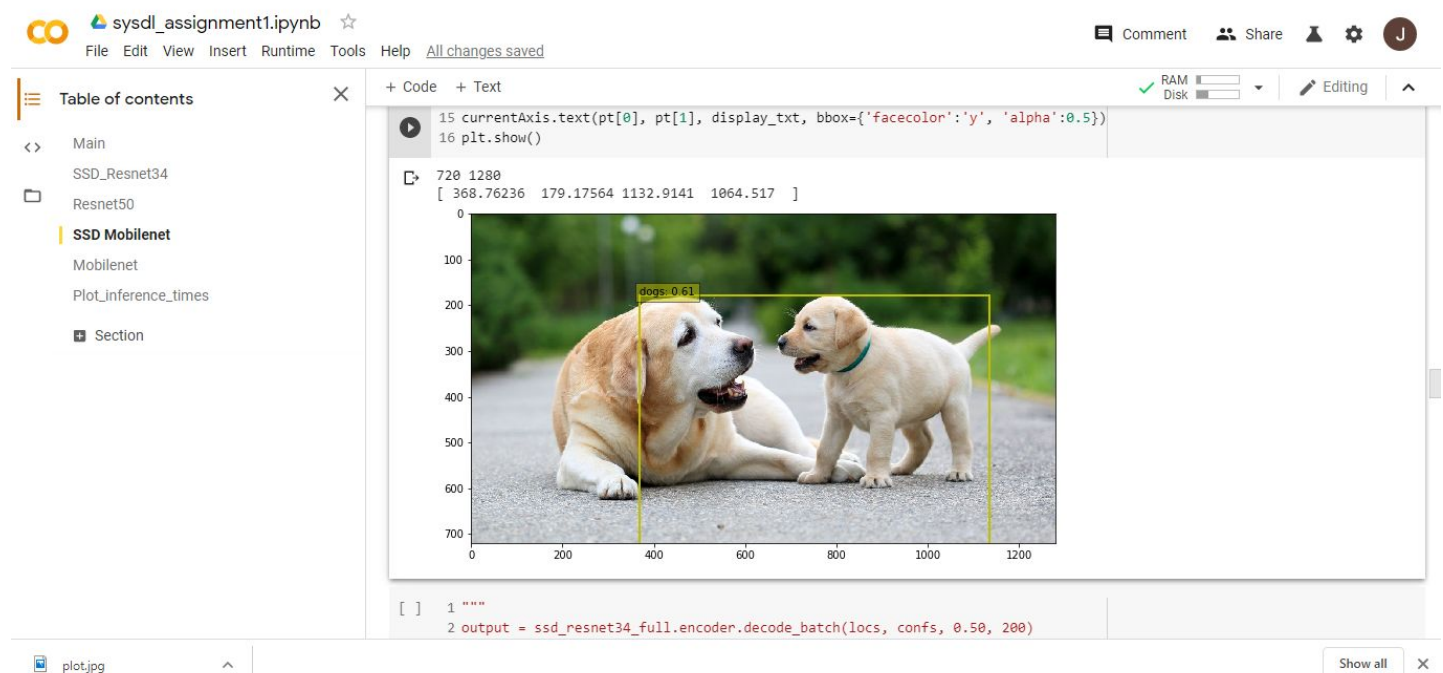 CO sysdl_assignment1.ipynb
File Edit View Insert Runtime Tools Help All changes saved
Comment Share J
Table of contents
Main
SSD_Resnet34
Resnet50
SSD Mobilenet
Mobilenet
Plot_inference_times
Section
+ Code + Text
RAM
Disk
Editing
15 currentAxis.text(pt[0], pt[1], display_txt, bbox={'facecolor':'y', 'alpha':0.5})
16 plt.show()
720 1280
[ 368.76236 179.17564 1132.9141 1064.517 ]
0
100
200
300
400
500
600
700
dogs: 0.61
0 200 400 600 800 1000 1200
[ ] 1 """
2 output = ssd_resnet34_full.encoder.decode_batch(locs, confs, 0.50, 200)
plot.jpg
Show all